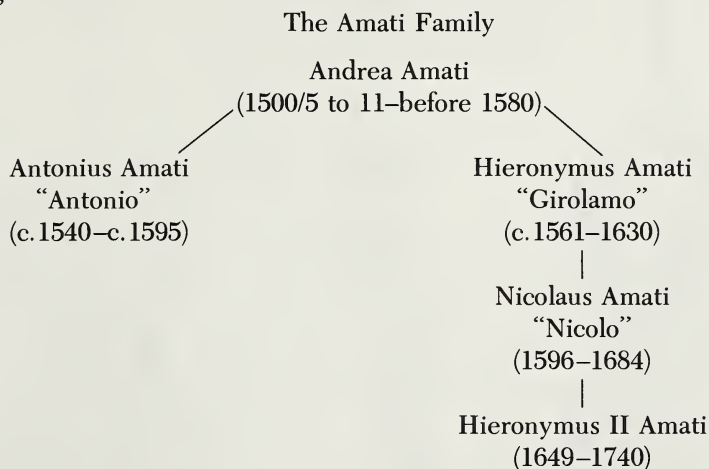 The Amati Family
Andrea Amati
(1500/5 to 11–before 1580)
Antonius Amati
“Antonio”
(c. 1540–c. 1595)
Hieronymus Amati
“Girolamo”
(c. 1561–1630)
Nicolaus Amati
“Nicolo”
(1596–1684)
Hieronymus II Amati
(1649–1740)